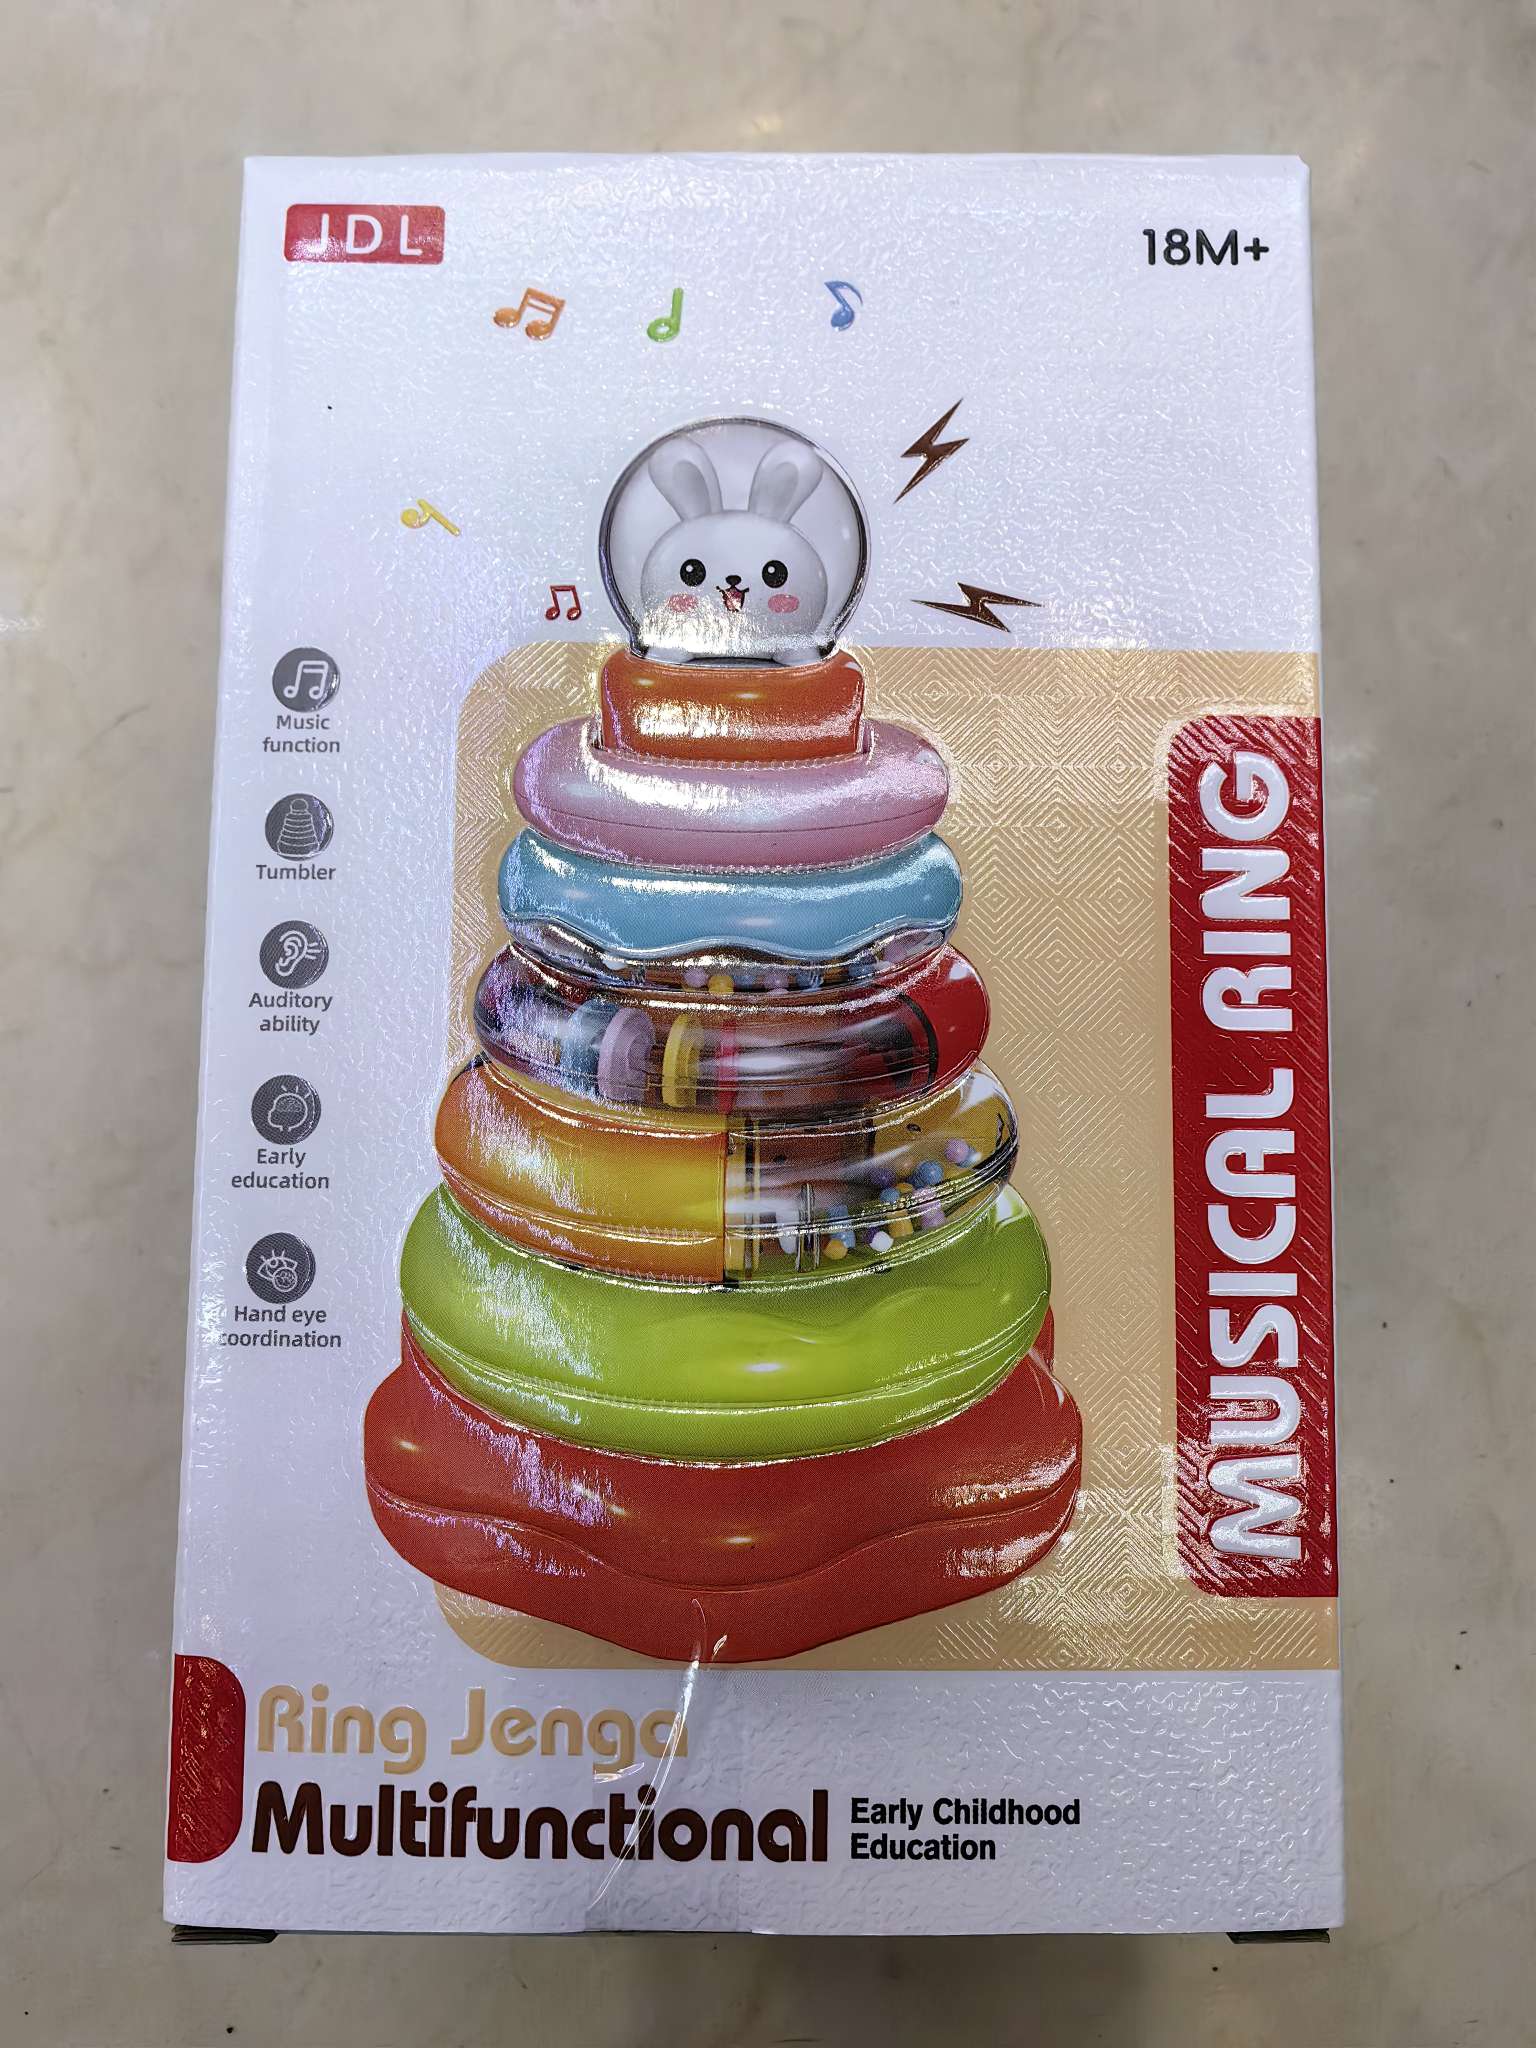 JDL
18M+
Music
function
Tumbler
Auditory
ability
Early
education
Hand eye
coordination
MUSICAL RING
Ring Jenga
Multifunctional
Early Childhood
Education